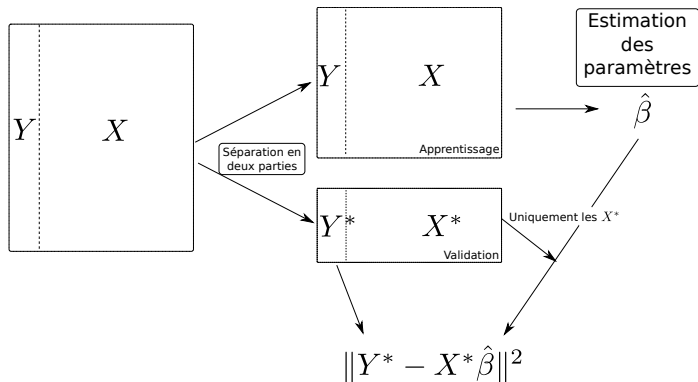 Y X
Séparation en
deux parties
Y X
Apprentissage
Estimation
des
paramètres
β̂
Y* X*
Validation
Uniquement les X*
‖Y* − X*β̂‖²